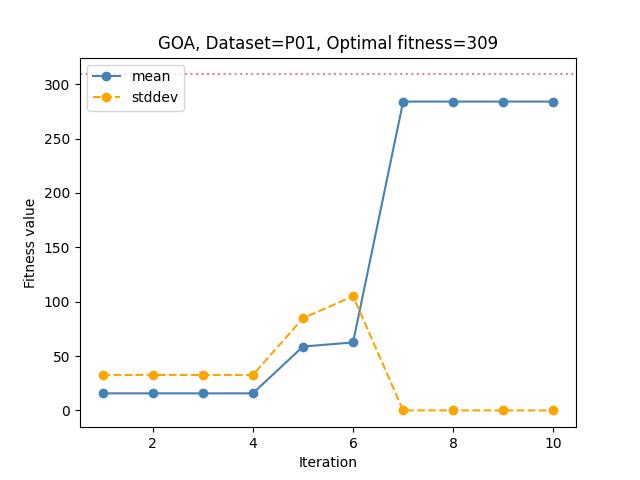 GOA, Dataset=P01, Optimal fitness=309
mean
stddev
Fitness value
300
250
200
150
100
50
0
2
4
6
8
10
Iteration